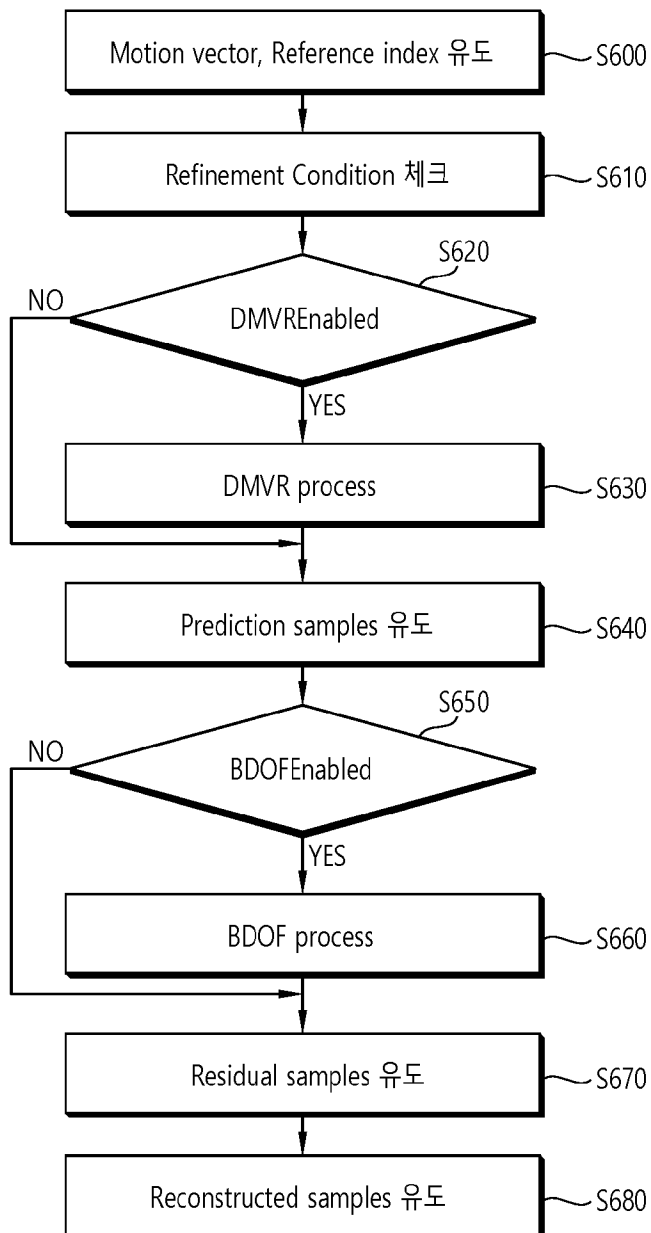 Motion vector, Reference index 유도
S600
Refinement Condition 체크
S610
S620
NO
DMVREnabled
YES
DMVR process
S630
Prediction samples 유도
S640
S650
NO
BDOFEnabled
YES
BDOF process
S660
Residual samples 유도
S670
Reconstructed samples 유도
S680